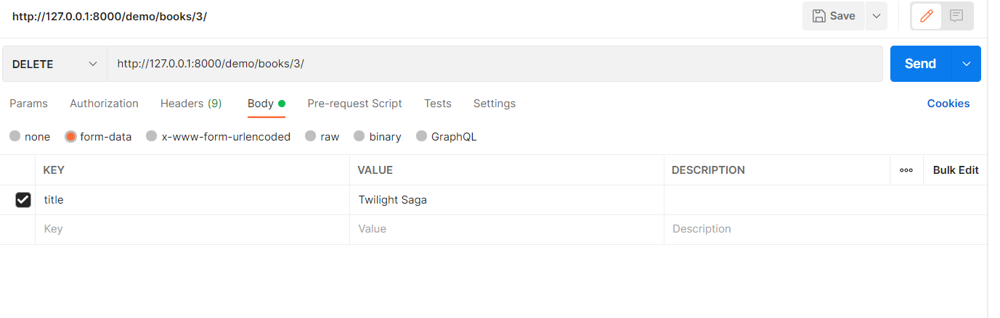 http://127.0.0.1:8000/demo/books/3/ Save
DELETE http://127.0.0.1:8000/demo/books/3/ Send
Params Authorization Headers (9) Body Pre-request Script Tests Settings Cookies
none form-data x-www-form-urlencoded raw binary GraphQL
KEY VALUE DESCRIPTION ooo Bulk Edit
title Twilight Saga
Key Value Description